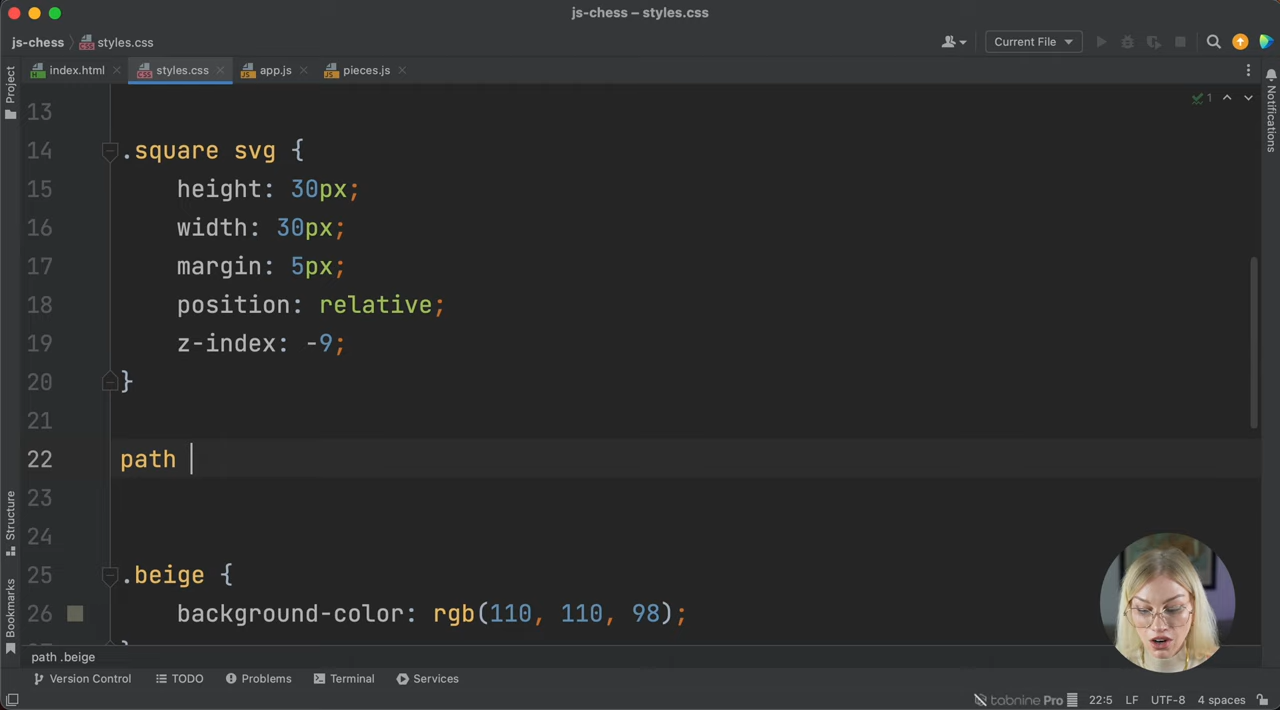 js-chess – styles.css
js-chess
styles.css
Current File
index.html
styles.css
app.js
pieces.js
Project
Notifications
1
13
14 .square svg {
15 height: 30px;
16 width: 30px;
17 margin: 5px;
18 position: relative;
19 z-index: -9;
20 }
21
22 path
23
24
25 .beige {
26 background-color: rgb(110, 110, 98);
Structure
Bookmarks
path .beige
Version Control
TODO
Problems
Terminal
Services
tabnine Pro
22:5
LF
UTF-8
4 spaces